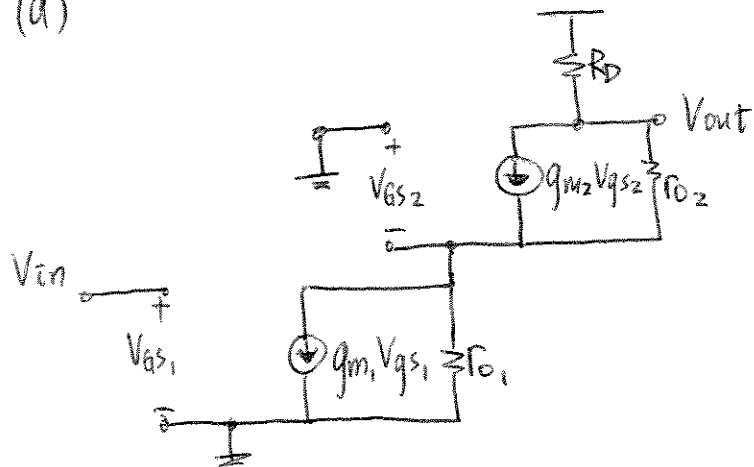 (a)
RD
Vout
+
VGS2
gm2Vgs2
ro2
-
Vin
+
VGS1
gm1Vgs1
ro1
-